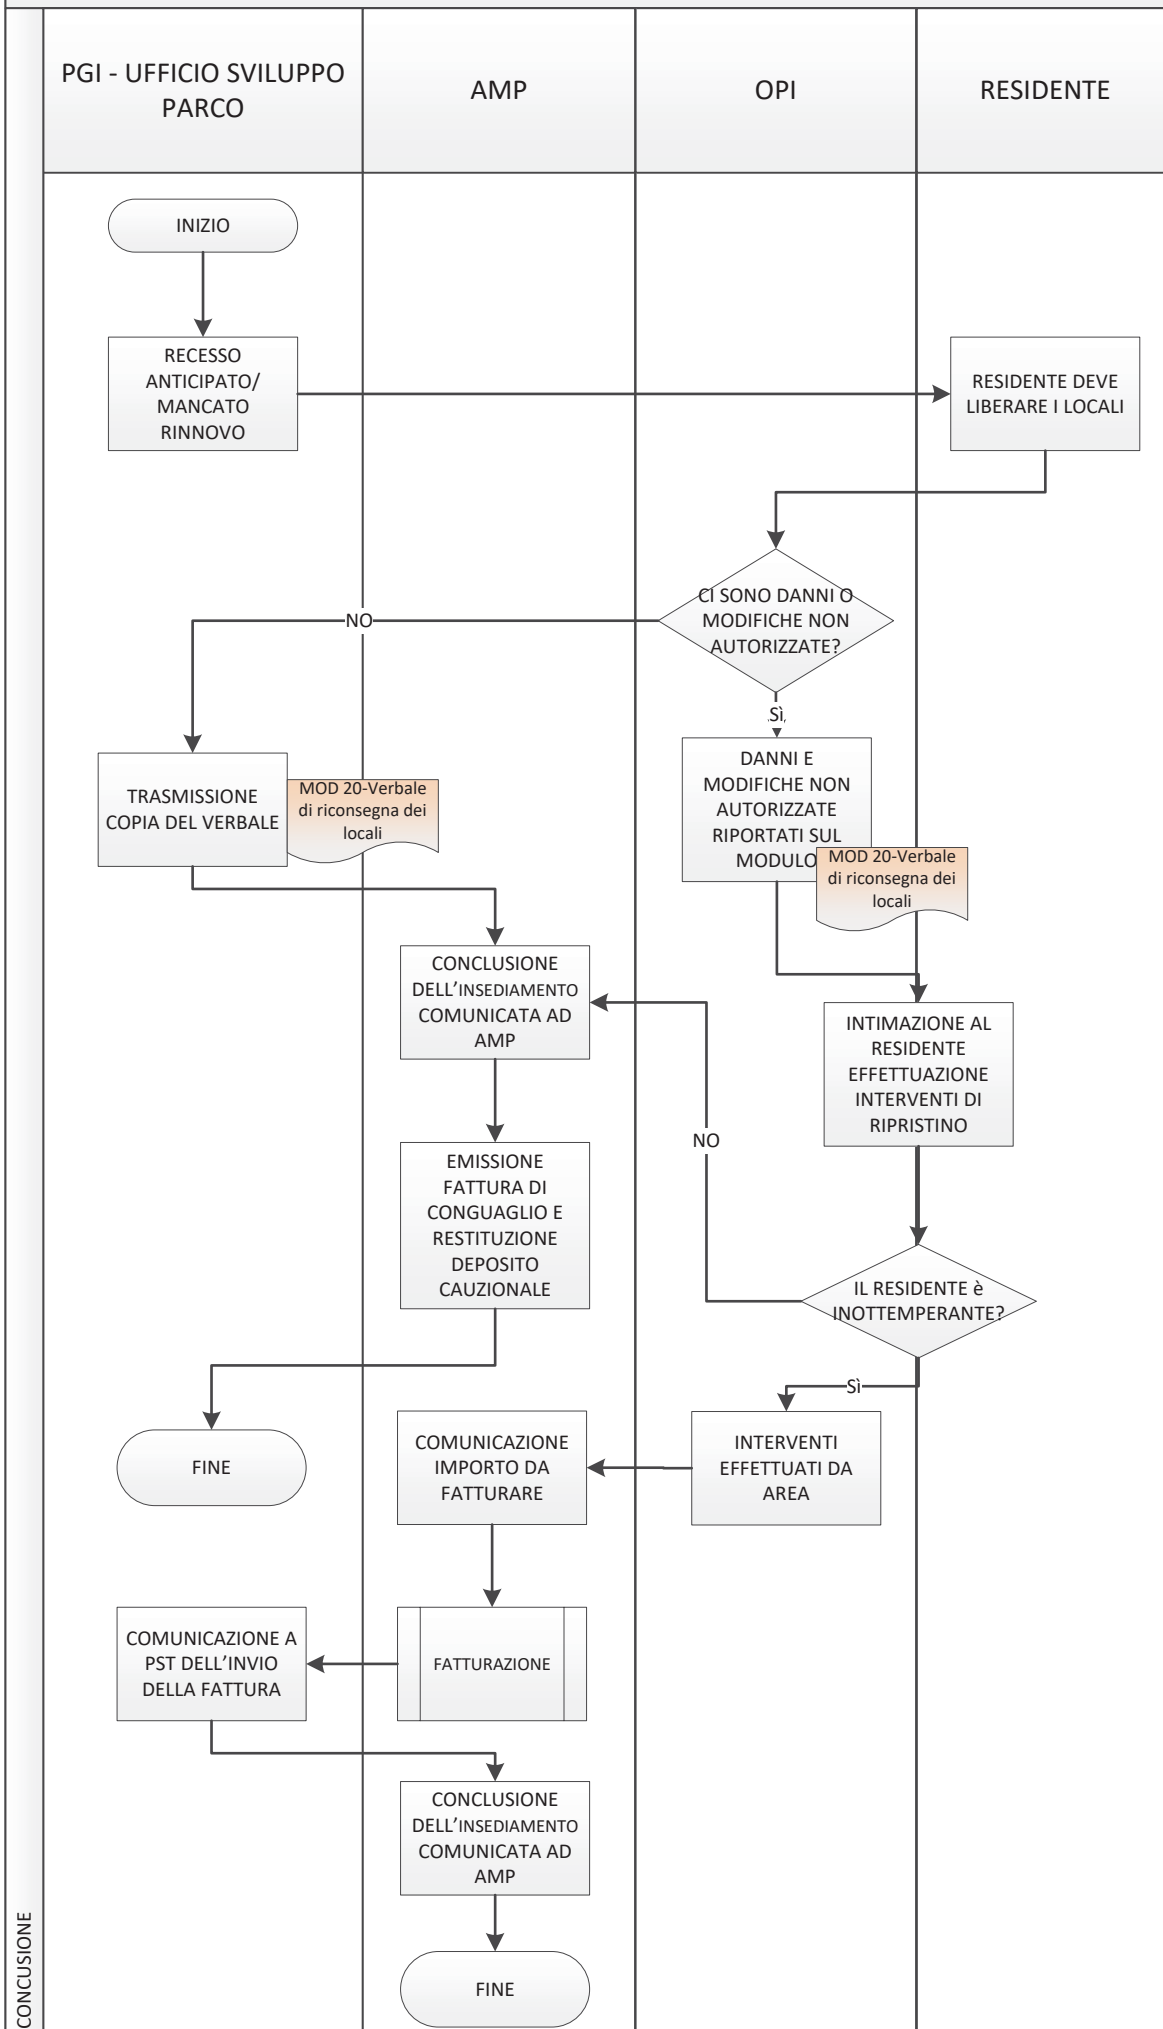 PGI - UFFICIO SVILUPPO
PARCO
AMP
OPI
RESIDENTE
INIZIO
RECESSO
ANTICIPATO/
MANCATO
RINNOVO
RESIDENTE DEVE
LIBERARE I LOCALI
CI SONO DANNI O
MODIFICHE NON
AUTORIZZATE?
NO
Sì
TRASMISSIONE
COPIA DEL VERBALE
MOD 20-Verbale
di riconsegna dei
locali
DANNI E
MODIFICHE NON
AUTORIZZATE
RIPORTATI SUL
MODULO
MOD 20-Verbale
di riconsegna dei
locali
CONCLUSIONE
DELL’INSEDIAMENTO
COMUNICATA AD
AMP
INTIMAZIONE AL
RESIDENTE
EFFETTUAZIONE
INTERVENTI DI
RIPRISTINO
NO
EMISSIONE
FATTURA DI
CONGUAGLIO E
RESTITUZIONE
DEPOSITO
CAUZIONALE
IL RESIDENTE è
INOTTEMPERANTE?
Sì
FINE
COMUNICAZIONE
IMPORTO DA
FATTURARE
INTERVENTI
EFFETTUATI DA
AREA
COMUNICAZIONE A
PST DELL’INVIO
DELLA FATTURA
FATTURAZIONE
CONCLUSIONE
DELL’INSEDIAMENTO
COMUNICATA AD
AMP
FINE
CONCUSIONE